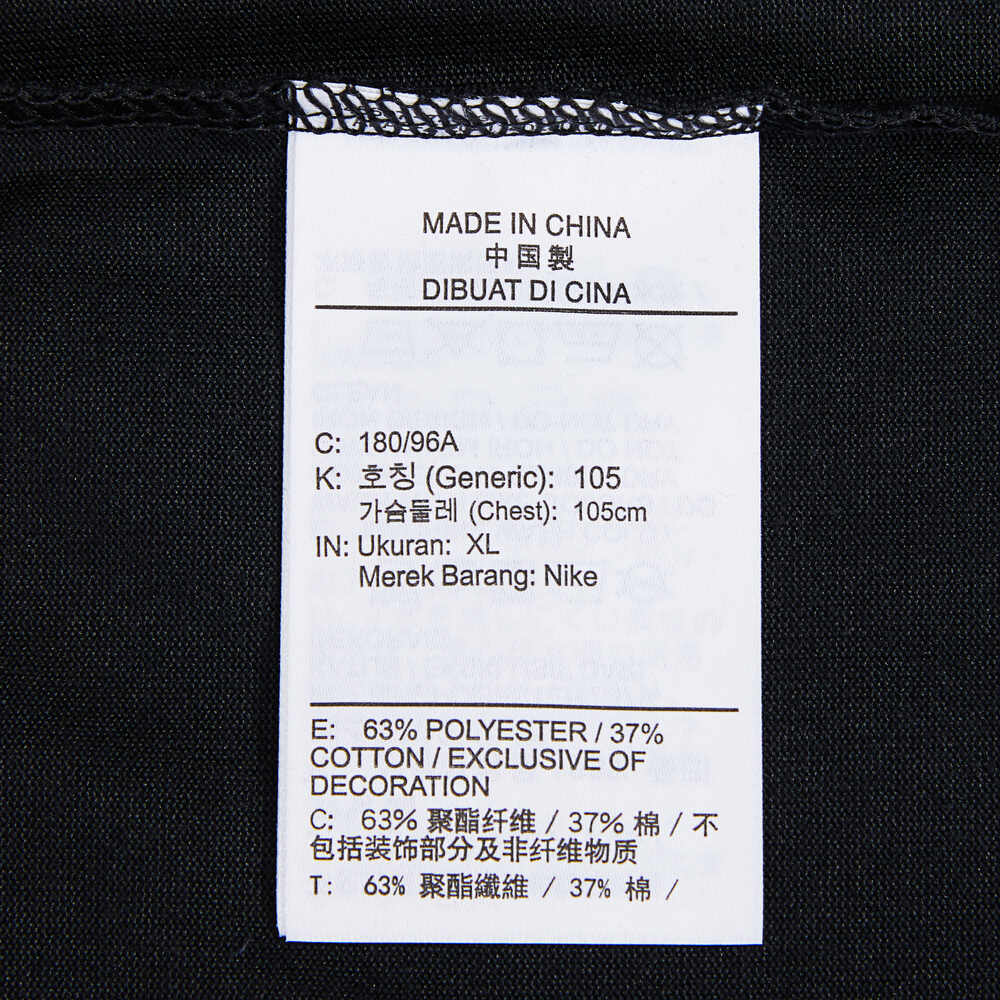 MADE IN CHINA
中国製
DIBUAT DI CINA
C: 180/96A
K: 호칭 (Generic): 105
가슴둘레 (Chest): 105cm
IN: Ukuran: XL
Merek Barang: Nike
E: 63% POLYESTER / 37%
COTTON / EXCLUSIVE OF
DECORATION
C: 63% 聚酯纤维 / 37% 棉 / 不
包括装饰部分及非纤维物质
T: 63% 聚酯纖維 / 37% 棉 /